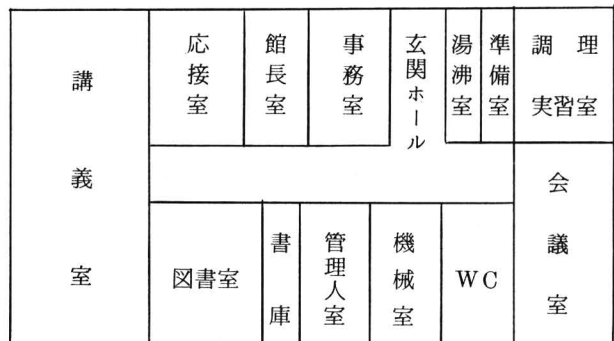 講義室
応接室
館長室
事務室
玄関ホール
湯沸室
準備室
調理
実習室
会議室
図書室
書庫
管理人室
機械室
WC